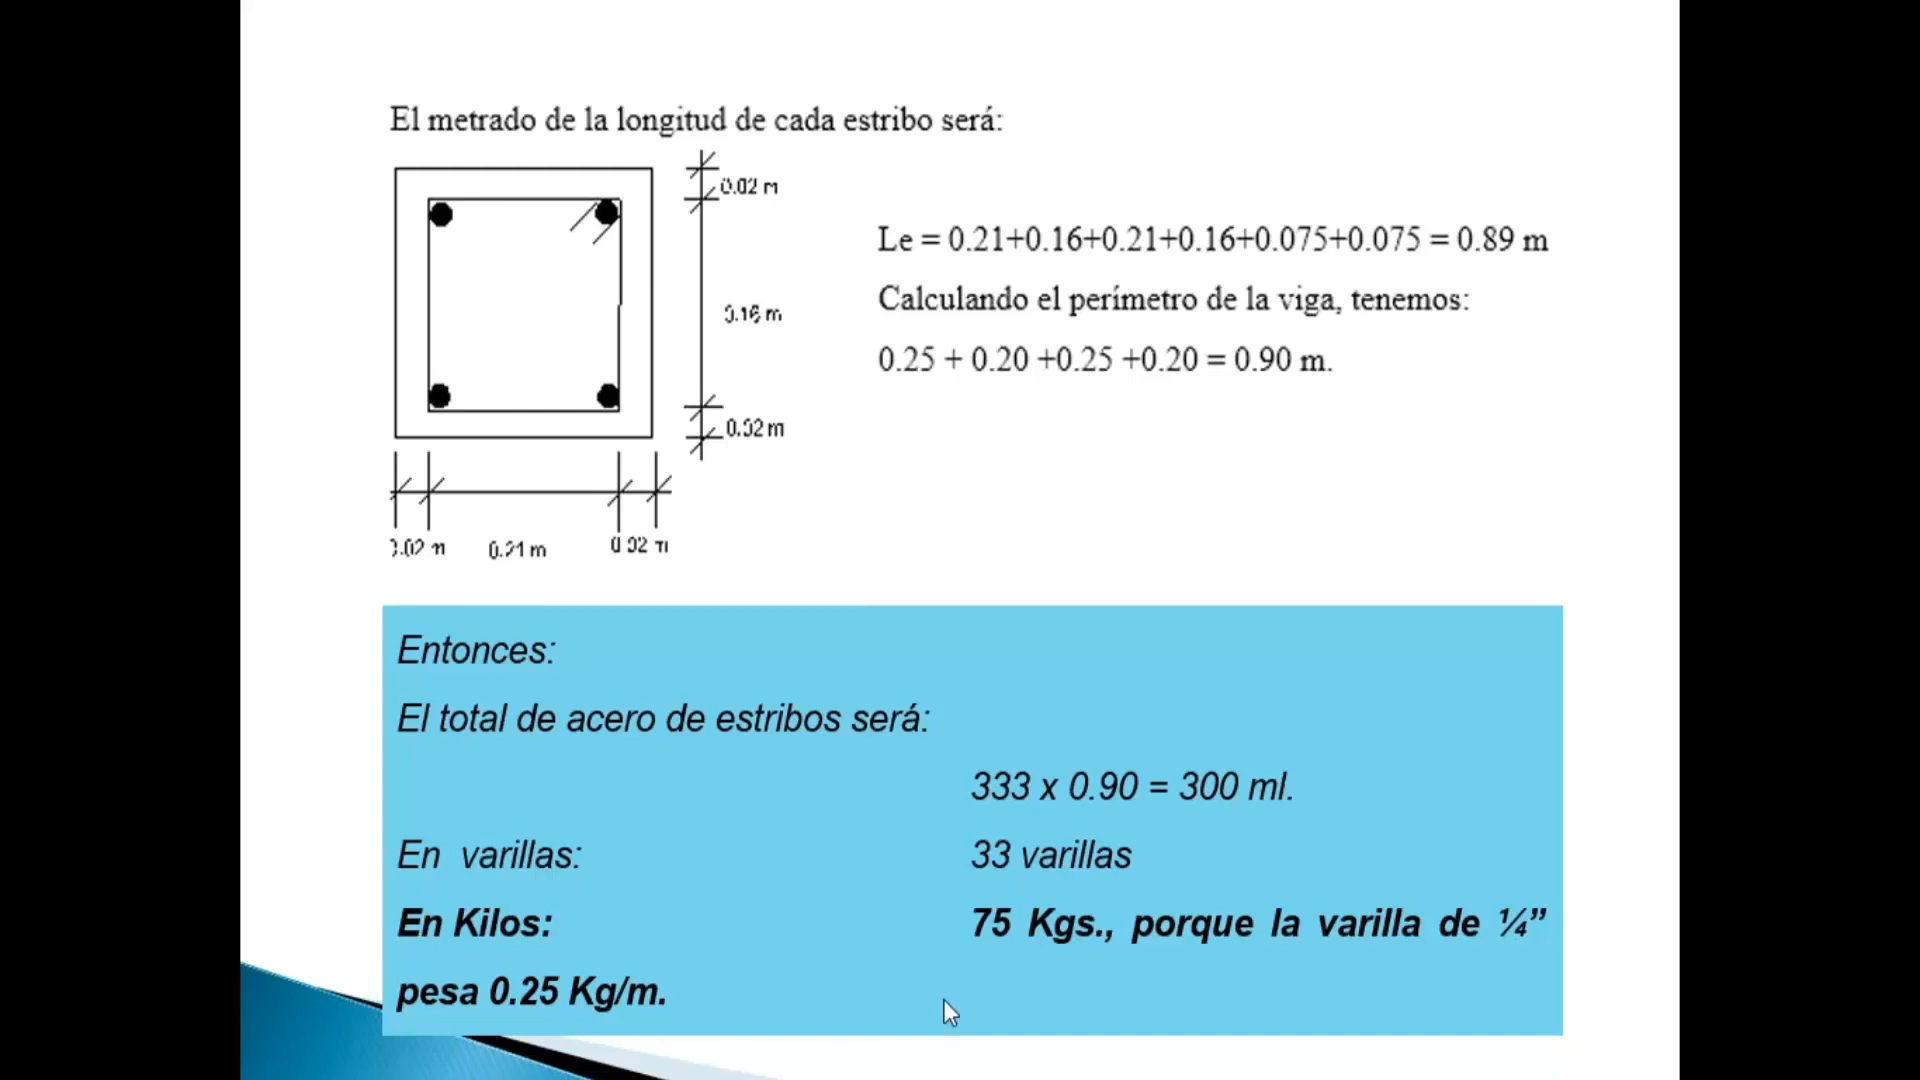 El metrado de la longitud de cada estribo será:
0.02 m
0.16 m
0.02 m
0.02 m
0.21 m
0.02 m
Le = 0.21+0.16+0.21+0.16+0.075+0.075 = 0.89 m
Calculando el perímetro de la viga, tenemos:
0.25 + 0.20 +0.25 +0.20 = 0.90 m.
Entonces:
El total de acero de estribos será:
333 x 0.90 = 300 ml.
En varillas: 33 varillas
En Kilos: 75 Kgs., porque la varilla de ¼”
pesa 0.25 Kg/m.